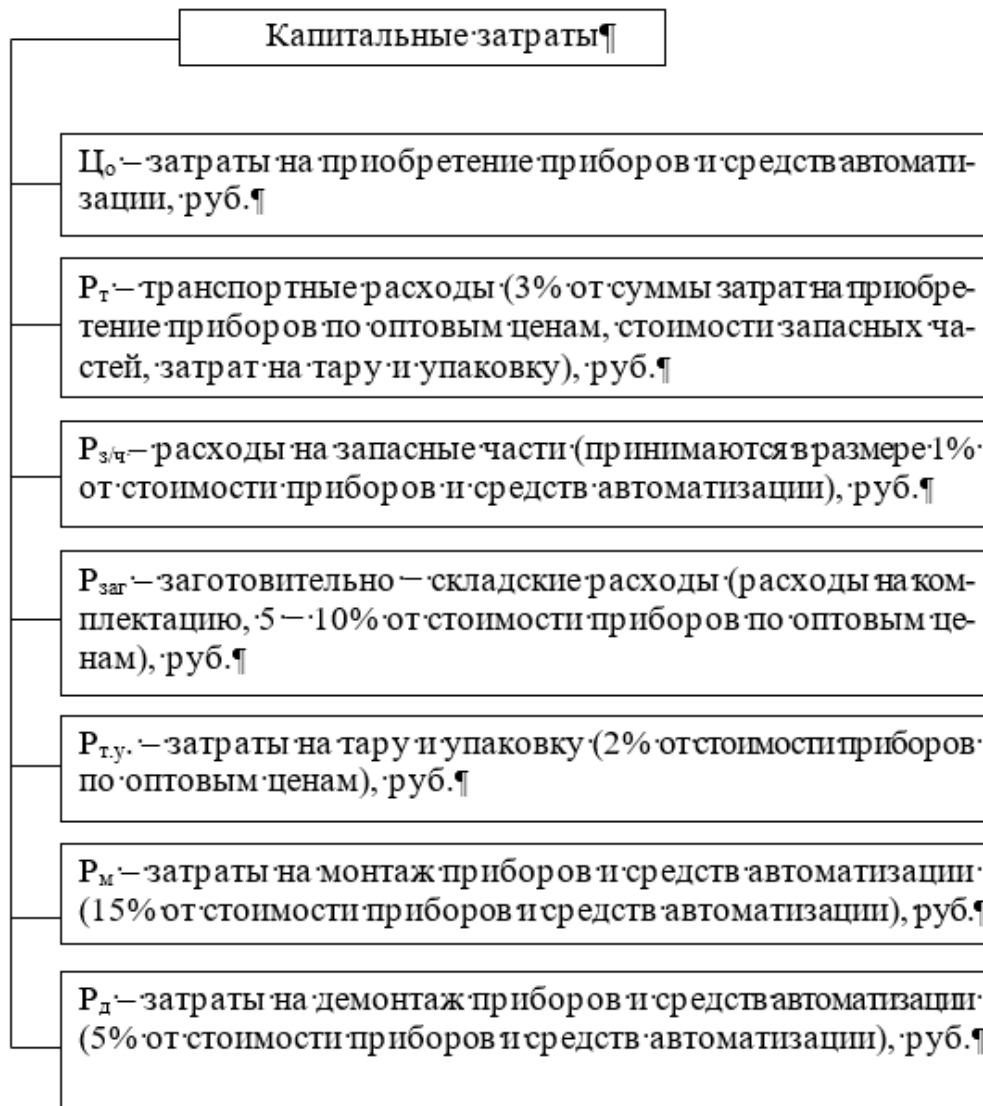 Капитальные·затраты¶
Цо·–·затраты·на·приобретение·приборов·и·средств·автомати-
зации,·руб.¶
Рт·–·транспортные·расходы·(3%·от·суммы·затрат·на·приобре-
тение·приборов·по·оптовым·ценам,·стоимости·запасных·ча-
стей,·затрат·на·тару·и·упаковку),·руб.¶
Рз/ч·–·расходы·на·запасные·части·(принимаются·в·размере·1%·
от·стоимости·приборов·и·средств·автоматизации),·руб.¶
Рзаг·–·заготовительно·–·складские·расходы·(расходы·на·ком-
плектацию,·5·–·10%·от·стоимости·приборов·по·оптовым·це-
нам),·руб.¶
Рт.у.·–·затраты·на·тару·и·упаковку·(2%·от·стоимости·приборов·
по·оптовым·ценам),·руб.¶
Рм·–·затраты·на·монтаж·приборов·и·средств·автоматизации·
(15%·от·стоимости·приборов·и·средств·автоматизации),·руб.¶
Рд·–·затраты·на·демонтаж·приборов·и·средств·автоматизации·
(5%·от·стоимости·приборов·и·средств·автоматизации),·руб.¶